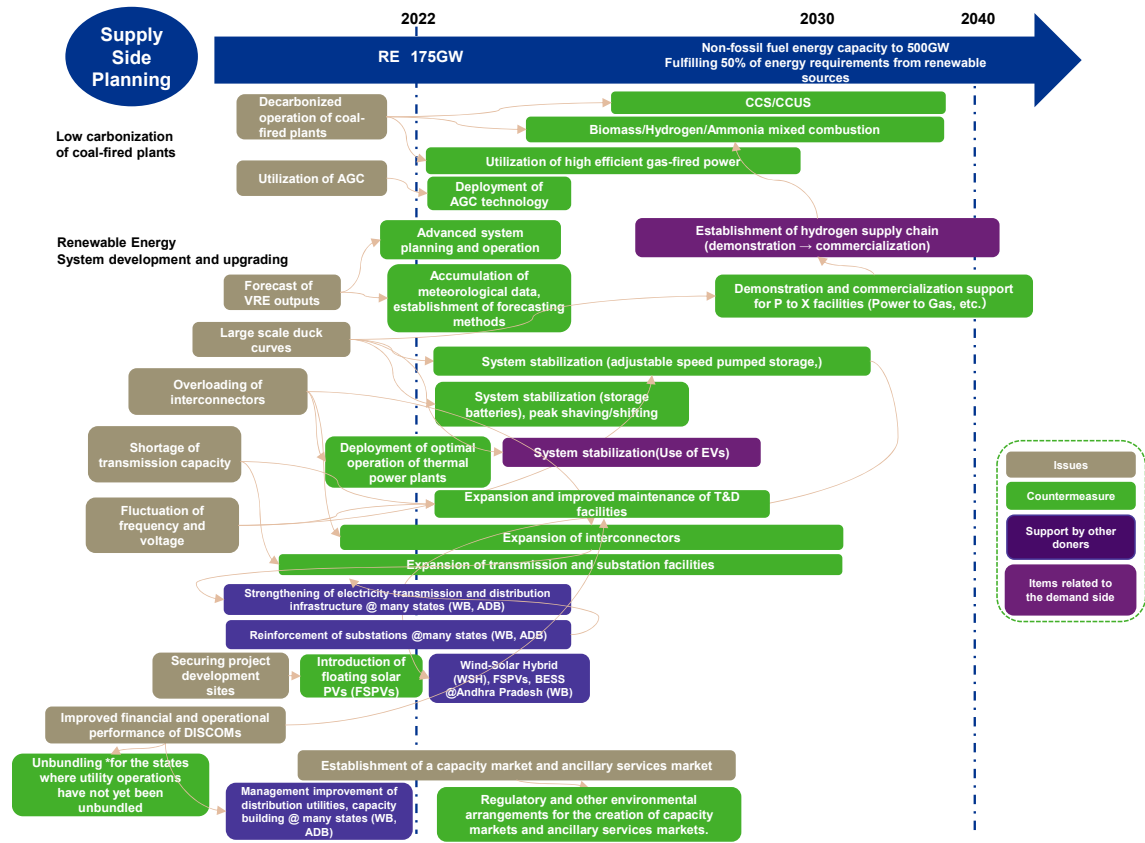 2022
2030
2040
Supply
Side
Planning
RE 175GW
Non-fossil fuel energy capacity to 500GW
Fulfilling 50% of energy requirements from renewable
sources
Low carbonization
of coal-fired plants
Decarbonized
operation of coal-
fired plants
CCS/CCUS
Biomass/Hydrogen/Ammonia mixed combustion
Utilization of high efficient gas-fired power
Utilization of AGC
Deployment of
AGC technology
Renewable Energy
System development and upgrading
Advanced system
planning and operation
Establishment of hydrogen supply chain
(demonstration → commercialization)
Forecast of
VRE outputs
Accumulation of
meteorological data,
establishment of forecasting
methods
Demonstration and commercialization support
for P to X facilities (Power to Gas, etc.)
Large scale duck
curves
System stabilization (adjustable speed pumped storage,)
Overloading of
interconnectors
System stabilization (storage
batteries), peak shaving/shifting
Shortage of
transmission capacity
Deployment of optimal
operation of thermal
power plants
System stabilization(Use of EVs)
Fluctuation of
frequency and
voltage
Expansion and improved maintenance of T&D
facilities
Expansion of interconnectors
Expansion of transmission and substation facilities
Strengthening of electricity transmission and distribution
infrastructure @ many states (WB, ADB)
Reinforcement of substations @many states (WB, ADB)
Securing project
development
sites
Introduction of
floating solar
PVs (FSPVs)
Wind-Solar Hybrid
(WSH), FSPVs, BESS
@Andhra Pradesh (WB)
Improved financial and operational
performance of DISCOMs
Unbundling *for the states
where utility operations
have not yet been
unbundled
Establishment of a capacity market and ancillary services market
Management improvement of
distribution utilities, capacity
building @ many states (WB,
ADB)
Regulatory and other environmental
arrangements for the creation of capacity
markets and ancillary services markets.
Issues
Countermeasure
Support by other
doners
Items related to
the demand side